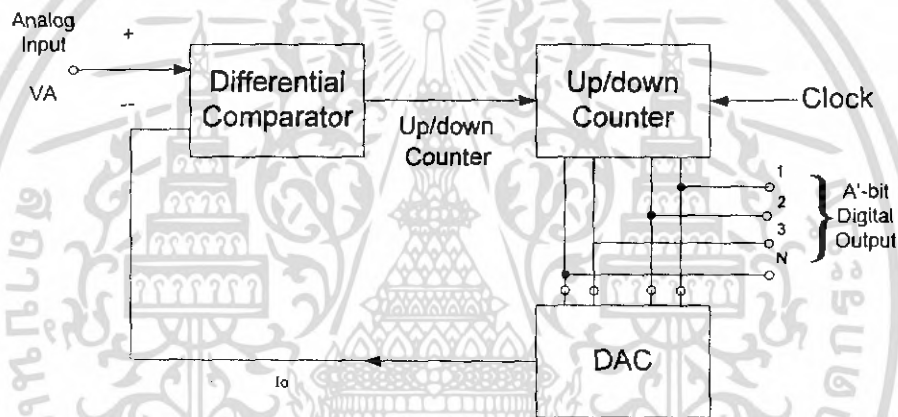 Analog
Input
VA
+
--
Differential
Comparator
Up/down
Counter
Up/down
Counter
Clock
1
2
3
N
A'-bit
Digital
Output
DAC
Ia